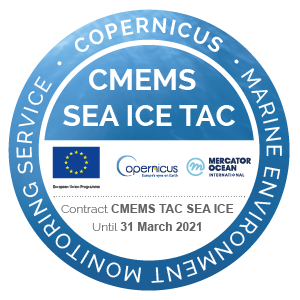 COPERNICUS • MARINE ENVIRONMENT MONITORING SERVICE •
CMEMS
SEA ICE TAC
European Union Programme
Copernicus
Europe's eyes on Earth
MERCATOR
OCEAN
INTERNATIONAL
Contract CMEMS TAC SEA ICE
Until 31 March 2021